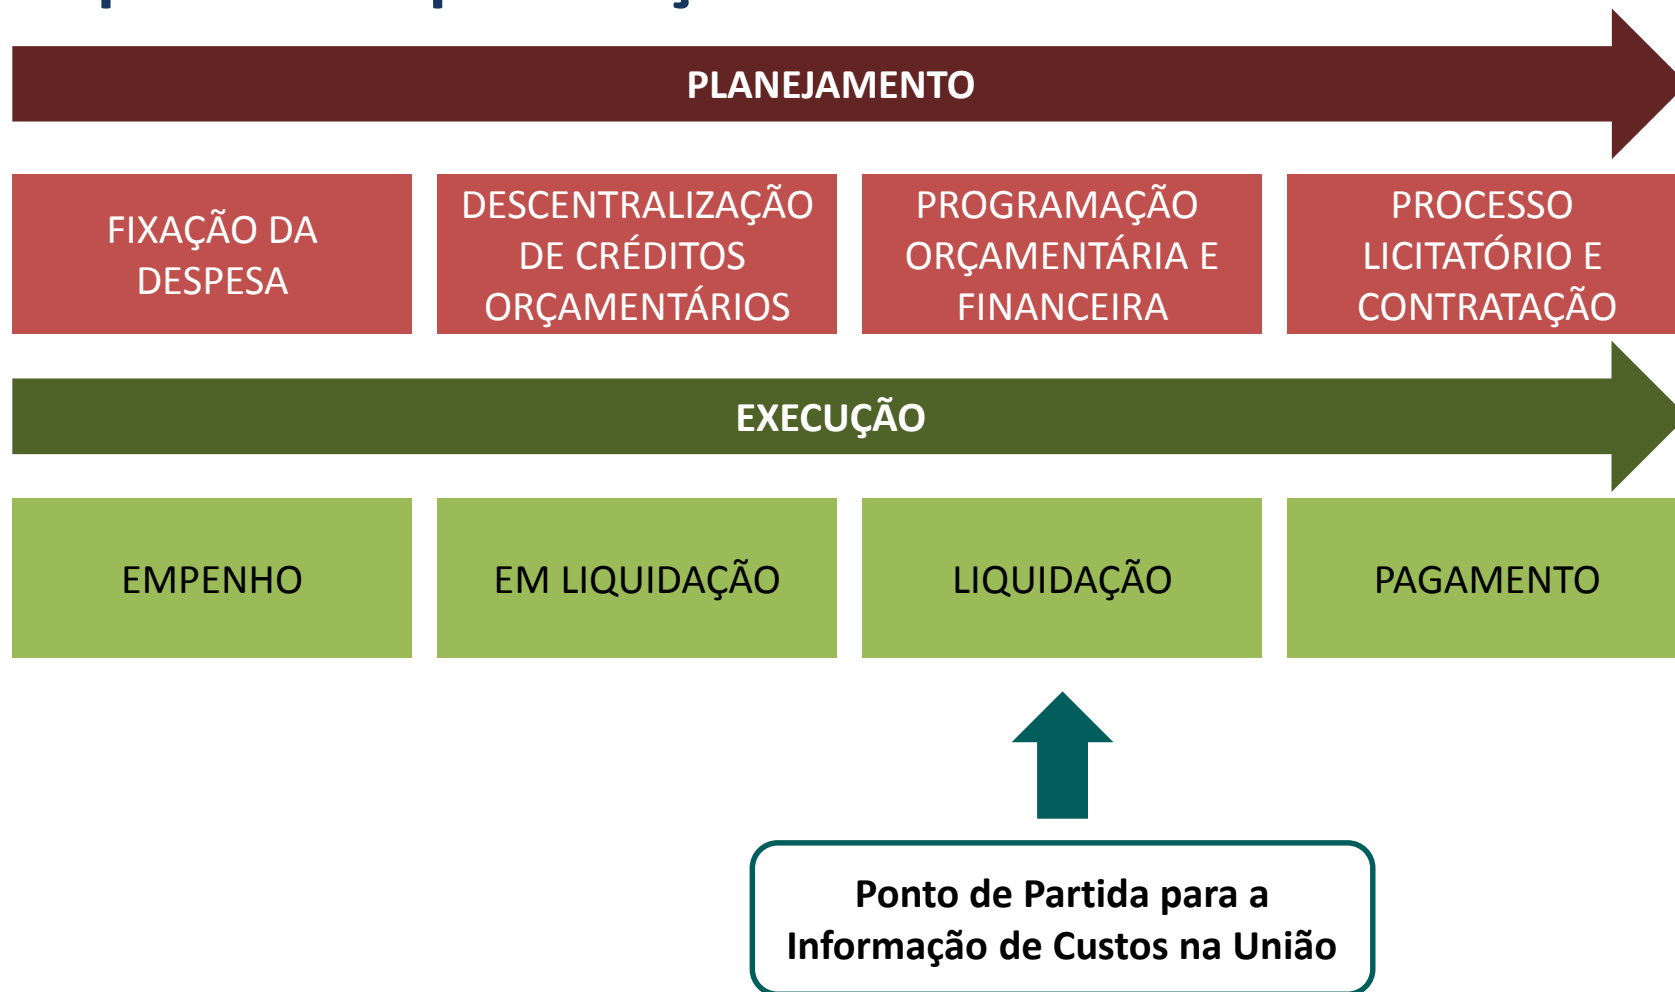 PLANEJAMENTO
FIXAÇÃO DA
DESPESA
DESCENTRALIZAÇÃO
DE CRÉDITOS
ORÇAMENTÁRIOS
PROGRAMAÇÃO
ORÇAMENTÁRIA E
FINANCEIRA
PROCESSO
LICITATÓRIO E
CONTRATAÇÃO
EXECUÇÃO
EMPENHO
EM LIQUIDAÇÃO
LIQUIDAÇÃO
PAGAMENTO
Ponto de Partida para a
Informação de Custos na União